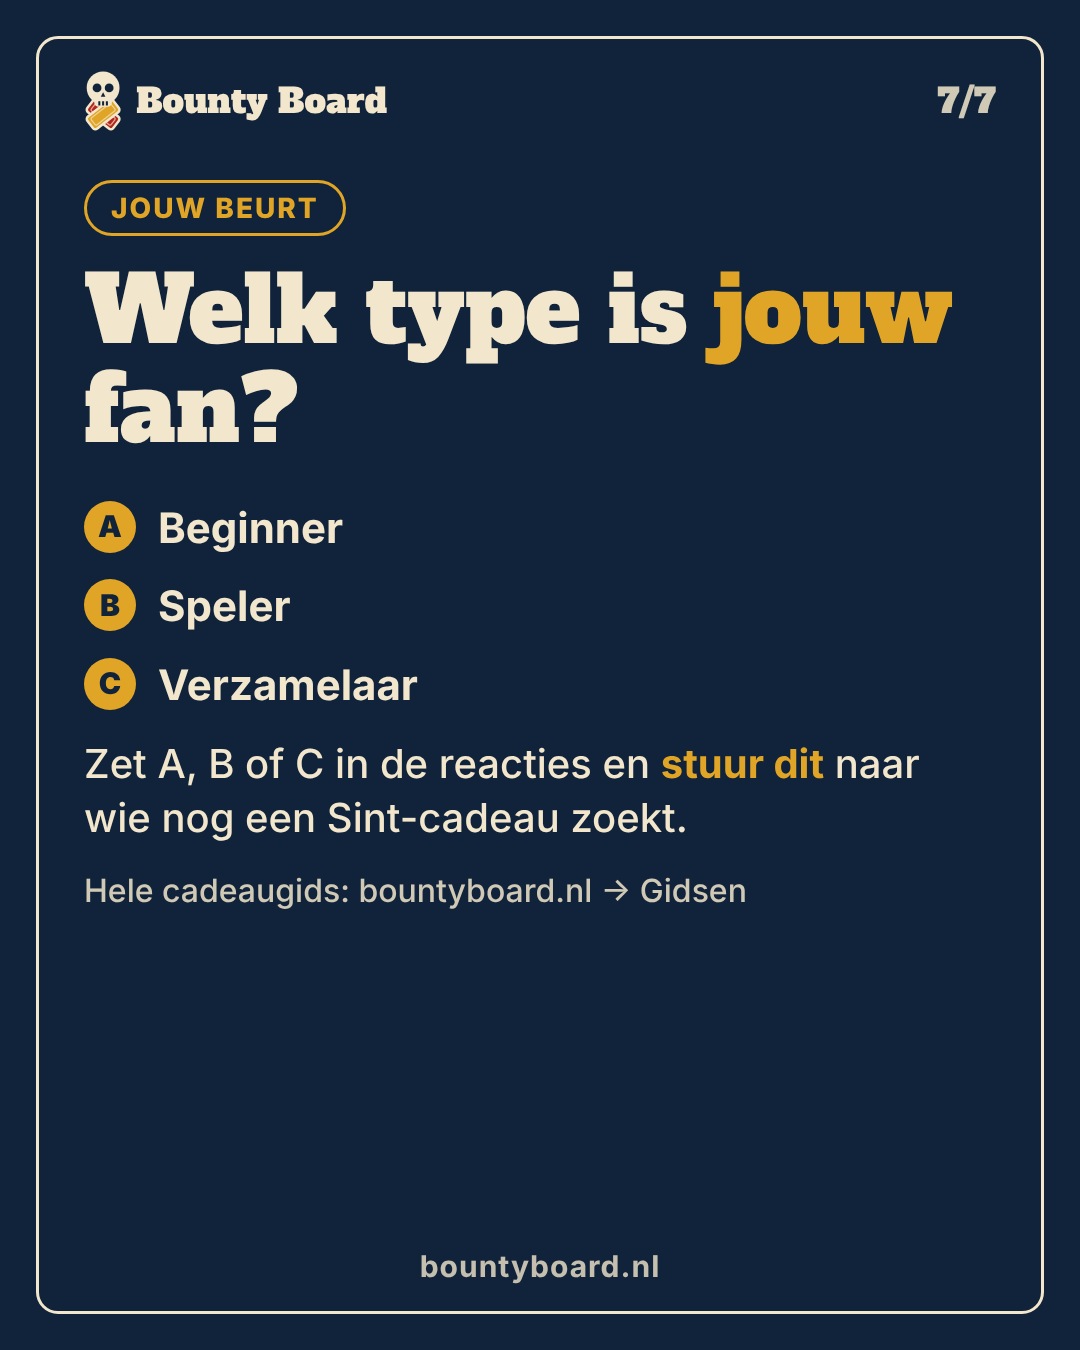 Bounty Board
7/7
JOUW BEURT
Welk type is jouw
fan?
A Beginner
B Speler
C Verzamelaar
Zet A, B of C in de reacties en stuur dit naar
wie nog een Sint-cadeau zoekt.
Hele cadeaugids: bountyboard.nl → Gidsen
bountyboard.nl